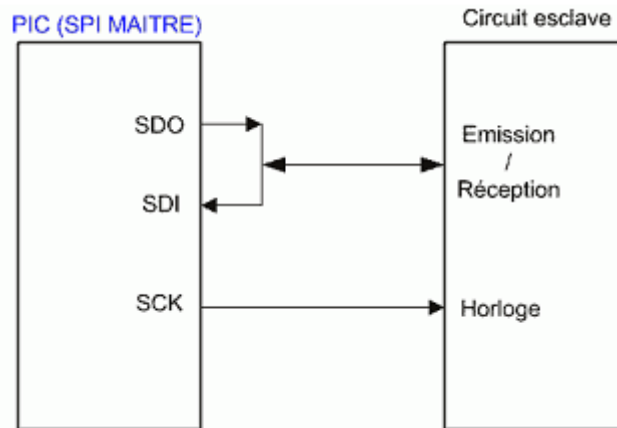 PIC (SPI MAITRE)
Circuit esclave
SDO
SDI
SCK
Emission
/
Réception
Horloge